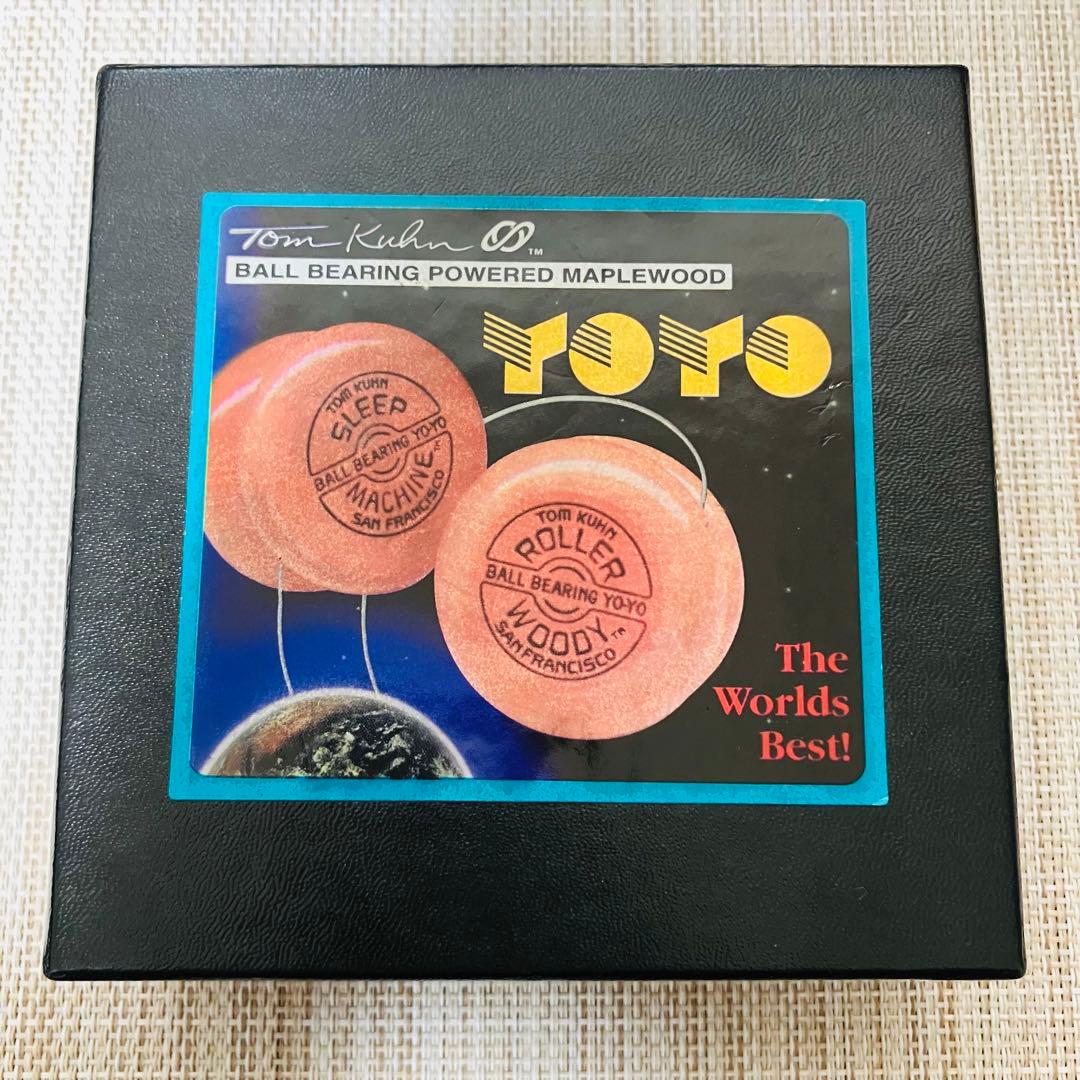 Tom Kuhn ™
BALL BEARING POWERED MAPLEWOOD
YOYO
TOM KUHN
SLEEP
BALL BEARING YO-YO
MACHINE™
SAN FRANCISCO
TOM KUHN
ROLLER
BALL BEARING YO-YO
WOODY™
SAN FRANCISCO
The
Worlds
Best!